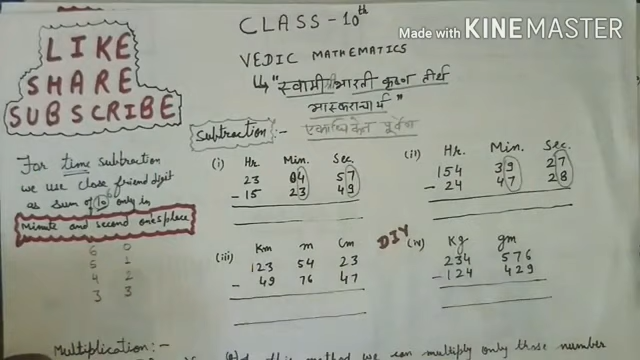 CLASS - 10th
Made with KINEMASTER
LIKE
SHARE
SUBSCRIBE
VEDIC MATHEMATICS
↳ "स्वामी भारती कृष्ण तीर्थ
भास्कराचार्य"
Subtraction :- एकाधिकेन पूर्वेण
For time Subtraction
we use close friend digit
as sum of 10 only in
Minute and second one's place
6 0
5 1
4 2
3 3
(i) Hr. Min. Sec.
23 04 57
- 15 23 49
(ii) Hr. Min. Sec.
154 39 27
- 24 47 28
(iii) Km m Cm
123 54 23
- 49 76 47
DIY (iv) Kg gm
234 576
- 124 429
Multiplication :-
this method we can multiply only those number